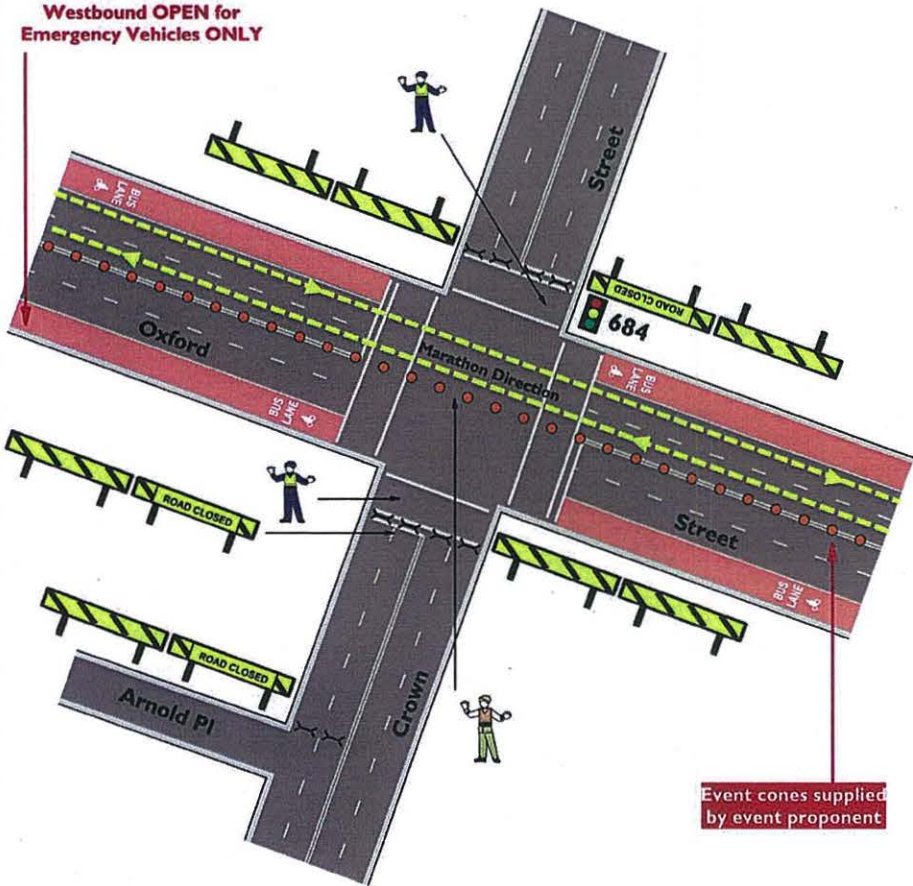 Westbound OPEN for
Emergency Vehicles ONLY
Street
BUS
LANE
ROAD CLOSED
684
Oxford
Marathon Direction
BUS
LANE
BUS LANE
ROAD CLOSED
Street
BUS
LANE
ROAD CLOSED
Arnold Pl
Crown
Event cones supplied
by event proponent